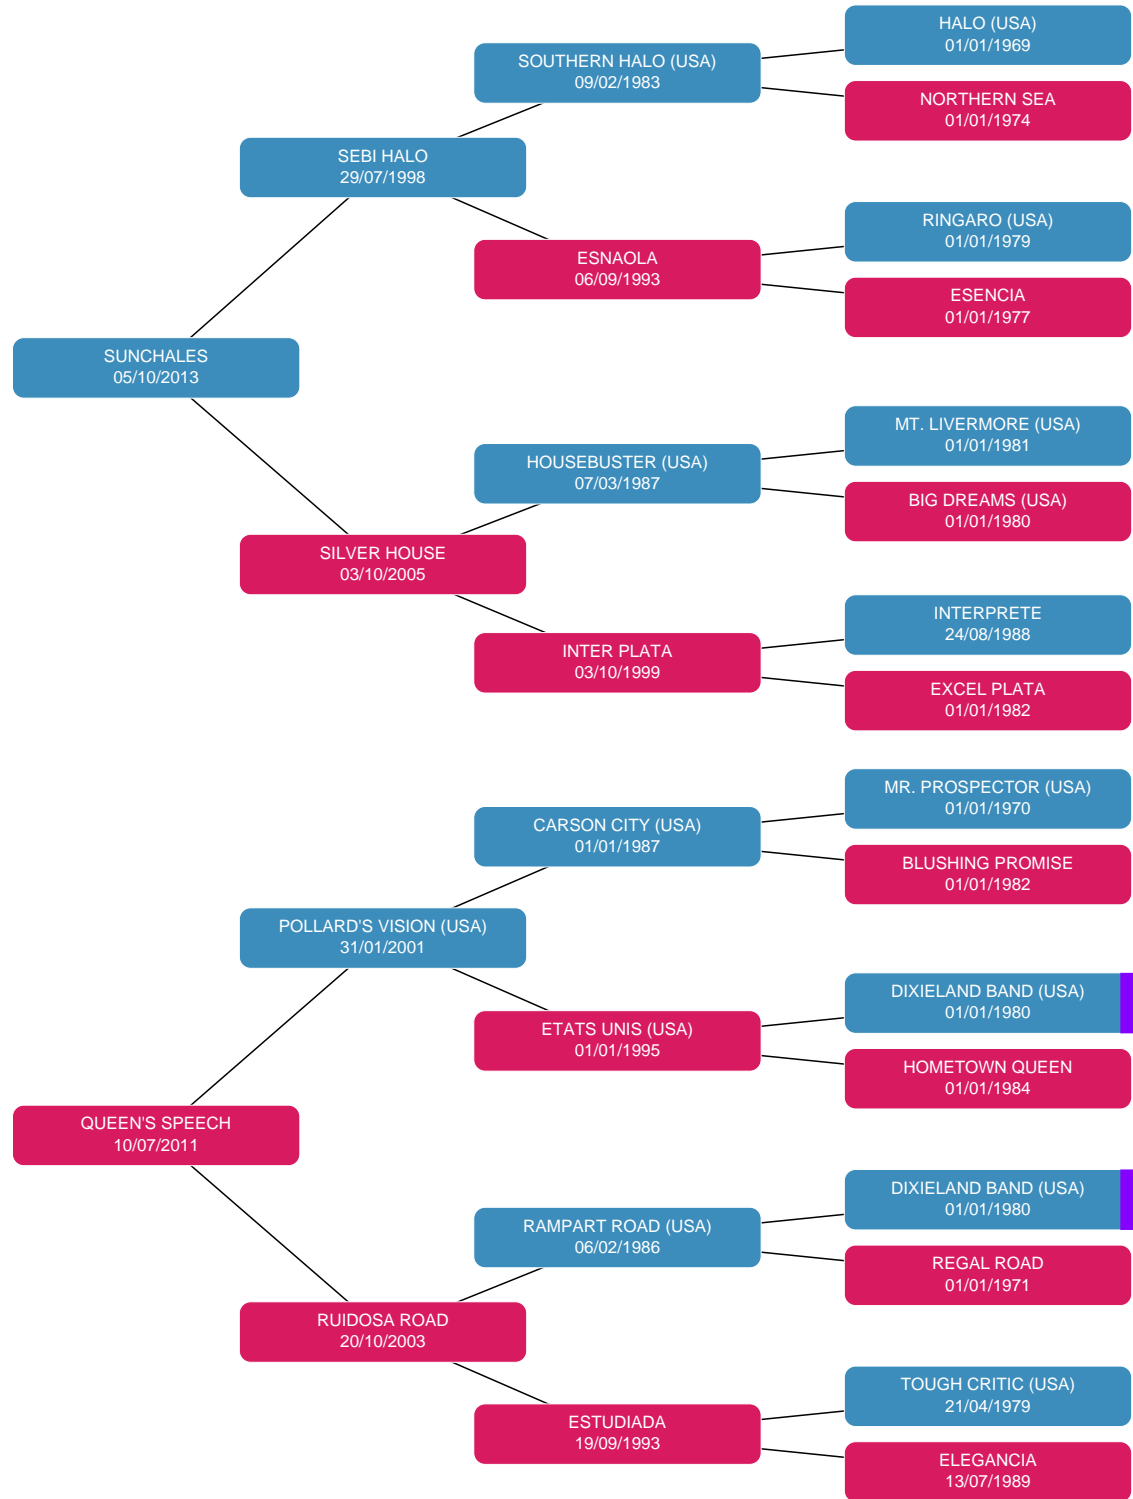 HALO (USA)
01/01/1969
SOUTHERN HALO (USA)
09/02/1983
NORTHERN SEA
01/01/1974
SEBI HALO
29/07/1998
RINGARO (USA)
01/01/1979
ESNAOLA
06/09/1993
ESENCIA
01/01/1977
SUNCHALES
05/10/2013
MT. LIVERMORE (USA)
01/01/1981
HOUSEBUSTER (USA)
07/03/1987
BIG DREAMS (USA)
01/01/1980
SILVER HOUSE
03/10/2005
INTERPRETE
24/08/1988
INTER PLATA
03/10/1999
EXCEL PLATA
01/01/1982
MR. PROSPECTOR (USA)
01/01/1970
CARSON CITY (USA)
01/01/1987
BLUSHING PROMISE
01/01/1982
POLLARD'S VISION (USA)
31/01/2001
DIXIELAND BAND (USA)
01/01/1980
ETATS UNIS (USA)
01/01/1995
HOMETOWN QUEEN
01/01/1984
QUEEN'S SPEECH
10/07/2011
DIXIELAND BAND (USA)
01/01/1980
RAMPART ROAD (USA)
06/02/1986
REGAL ROAD
01/01/1971
RUIDOSA ROAD
20/10/2003
TOUGH CRITIC (USA)
21/04/1979
ESTUDIADA
19/09/1993
ELEGANCIA
13/07/1989